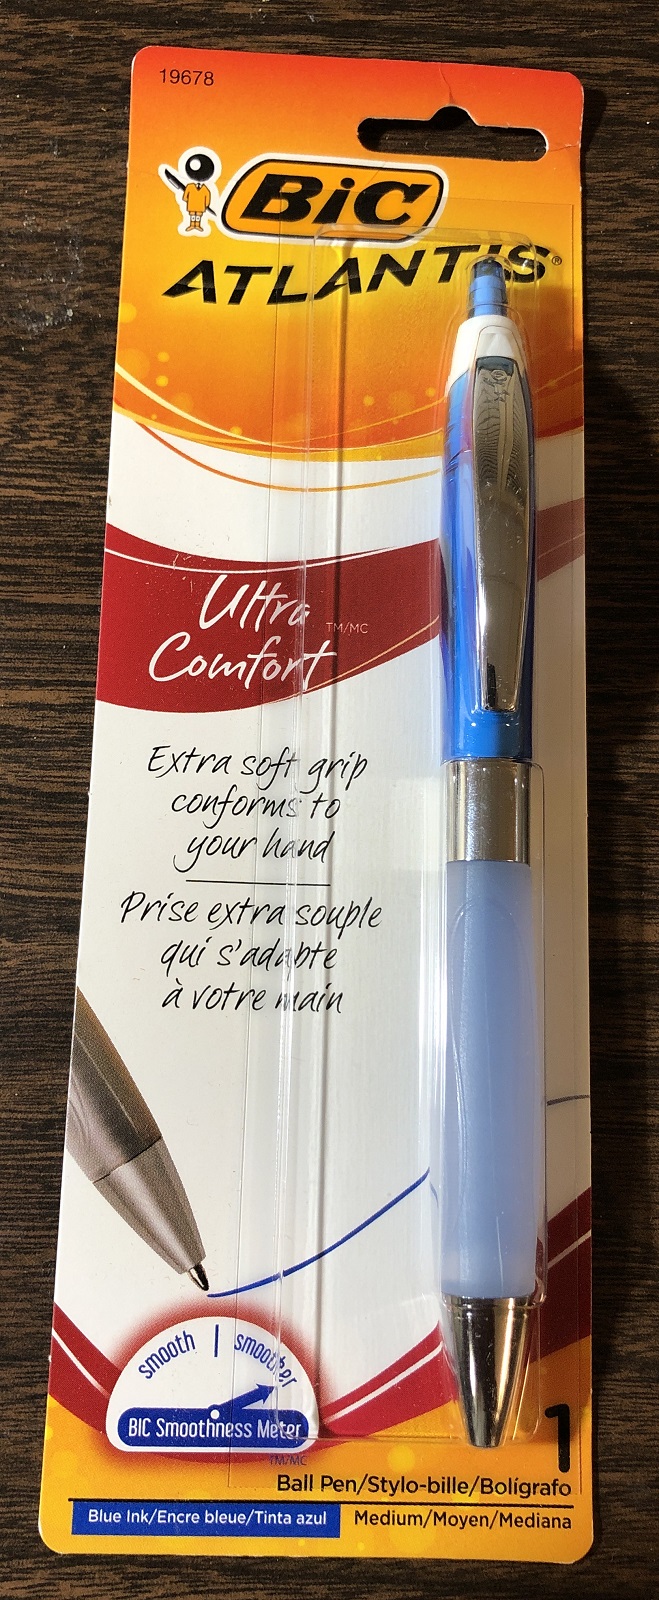 19678
BiC
ATLANTIS®
Ultra
Comfort TM/MC
Extra soft grip
conforms to
your hand
Prise extra souple
qui s'adapte
à votre main
smooth | smoother
BIC Smoothness Meter
TM/MC
1
Ball Pen/Stylo-bille/Bolígrafo
Blue Ink/Encre bleue/Tinta azul Medium/Moyen/Mediana